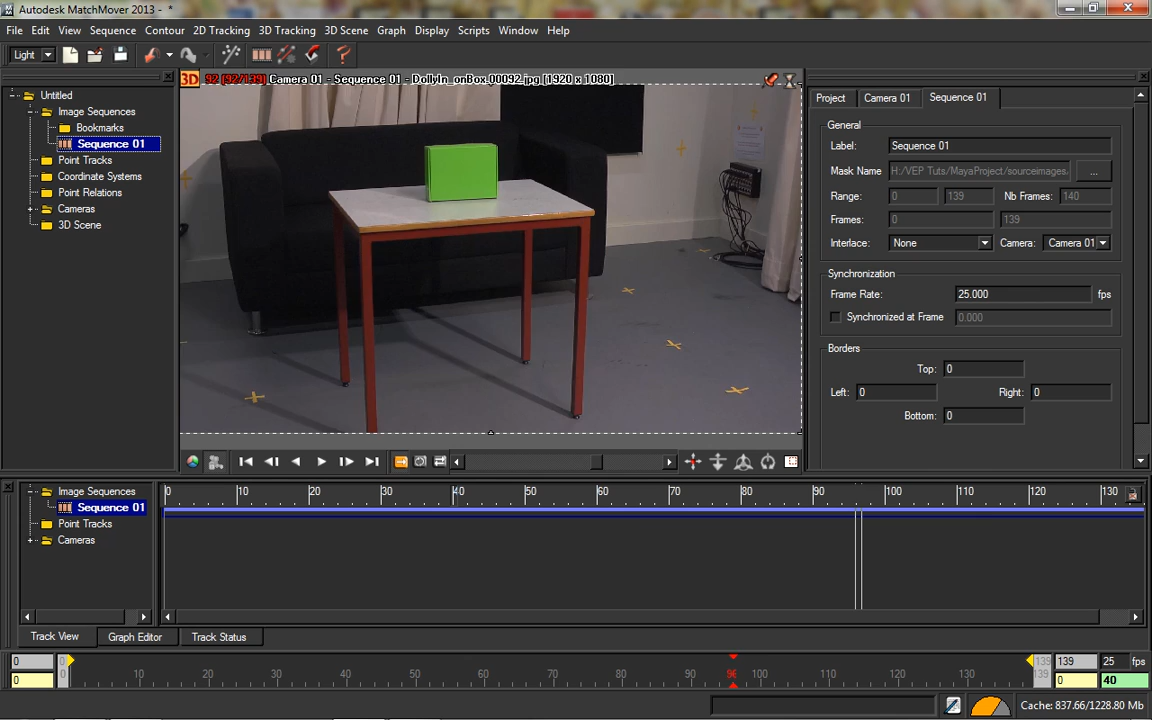 Autodesk MatchMover 2013 - *
File Edit View Sequence Contour 2D Tracking 3D Tracking 3D Scene Graph Display Scripts Window Help
Light
Untitled
Image Sequences
Bookmarks
Sequence 01
Point Tracks
Coordinate Systems
Point Relations
Cameras
3D Scene
3D 92 [92/139] Camera 01 - Sequence 01 - DollyIn_onBox.00092.jpg [1920 x 1080]
Project Camera 01 Sequence 01
General
Label: Sequence 01
Mask Name H:/VEP Tuts/MayaProject/sourceimages/ ...
Range: 0 139 Nb Frames: 140
Frames: 0 139
Interlace: None Camera: Camera 01
Synchronization
Frame Rate: 25.000 fps
Synchronized at Frame 0.000
Borders
Top: 0
Left: 0 Right: 0
Bottom: 0
Image Sequences
Sequence 01
Point Tracks
Cameras
0 10 20 30 40 50 60 70 80 90 100 110 120 130
Track View Graph Editor Track Status
0 0 139 139 25 fps
0 0 10 20 30 40 50 60 70 80 90 96 100 110 120 130 139 0 40
Cache: 837.66/1228.80 Mb